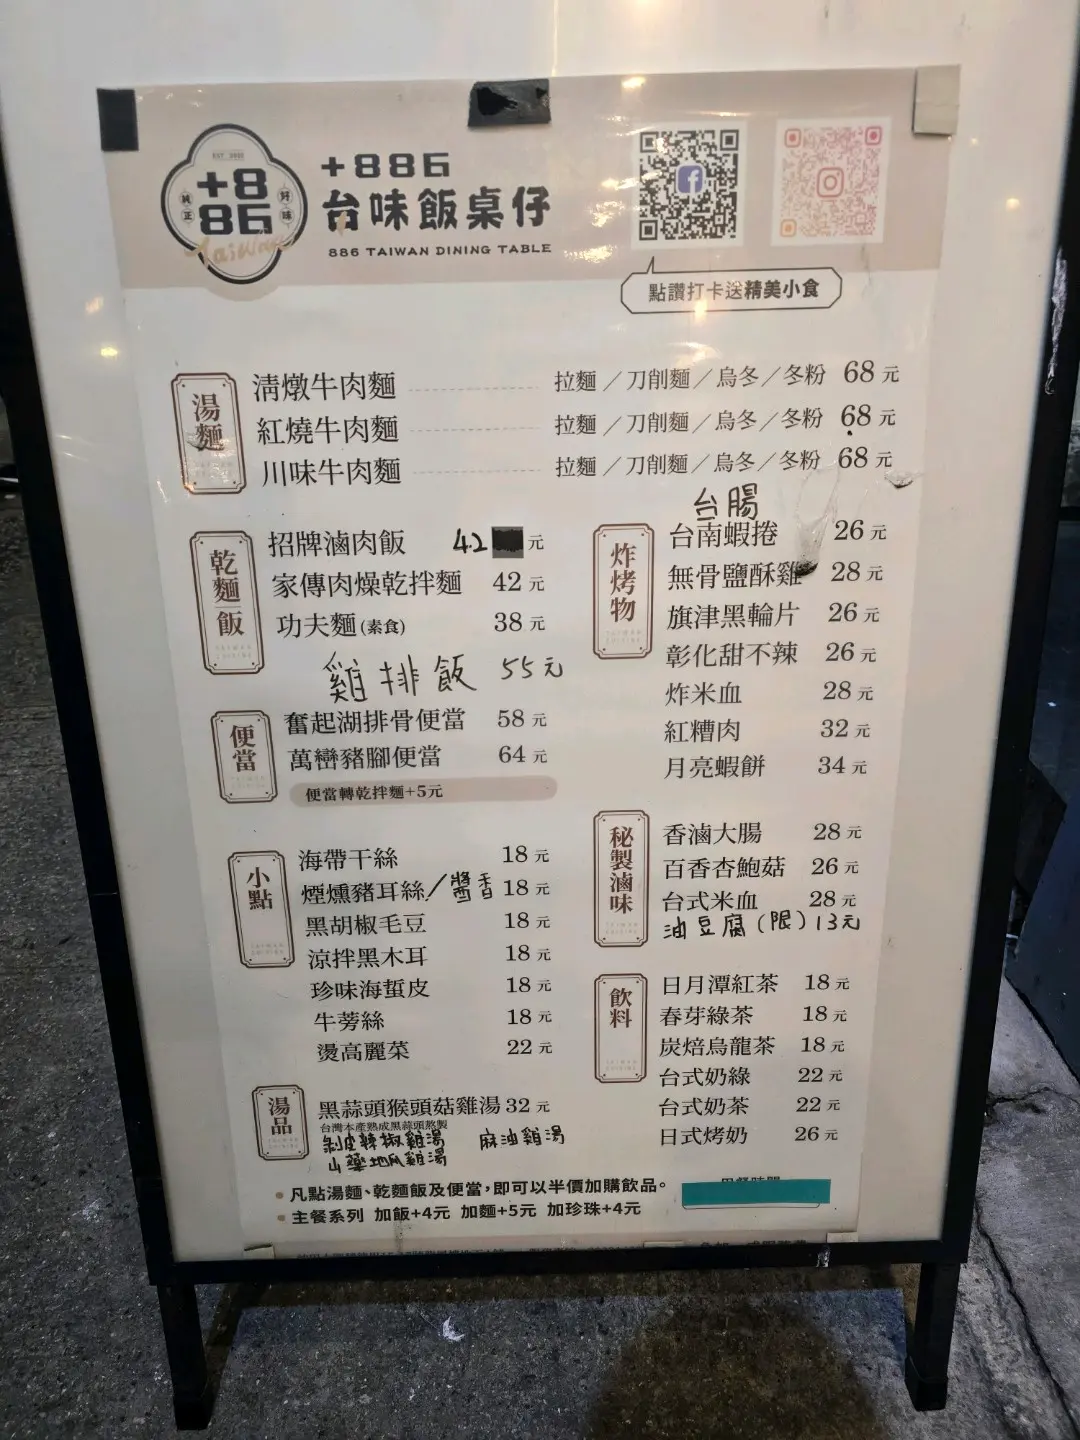 EST. 2022
+8
86
純正
好味
Taiwan
+886
台味飯桌仔
886 TAIWAN DINING TABLE
點讚打卡送精美小食
湯麵
清燉牛肉麵 拉麵／刀削麵／烏冬／冬粉 68元
紅燒牛肉麵 拉麵／刀削麵／烏冬／冬粉 68元
川味牛肉麵 拉麵／刀削麵／烏冬／冬粉 68元
乾麵｜飯
招牌滷肉飯 42 元
家傳肉燥乾拌麵 42元
功夫麵(素食) 38元
雞排飯 55元
便當
奮起湖排骨便當 58元
萬巒豬腳便當 64元
便當轉乾拌麵+5元
小點
海帶干絲 18元
煙燻豬耳絲／醬香 18元
黑胡椒毛豆 18元
涼拌黑木耳 18元
珍味海蜇皮 18元
牛蒡絲 18元
燙高麗菜 22元
湯品
黑蒜頭猴頭菇雞湯 32元
台灣本產熟成黑蒜頭熬製
剝皮辣椒雞湯 麻油雞湯
山藥地瓜雞湯
炸烤物
台腸
台南蝦捲 26元
無骨鹽酥雞 28元
旗津黑輪片 26元
彰化甜不辣 26元
炸米血 28元
紅糟肉 32元
月亮蝦餅 34元
秘製滷味
香滷大腸 28元
百香杏鮑菇 26元
台式米血 28元
油豆腐(限)13元
飲料
日月潭紅茶 18元
春芽綠茶 18元
炭焙烏龍茶 18元
台式奶綠 22元
台式奶茶 22元
日式烤奶 26元
凡點湯麵、乾麵飯及便當，即可以半價加購飲品。
主餐系列 加飯+4元 加麵+5元 加珍珠+4元